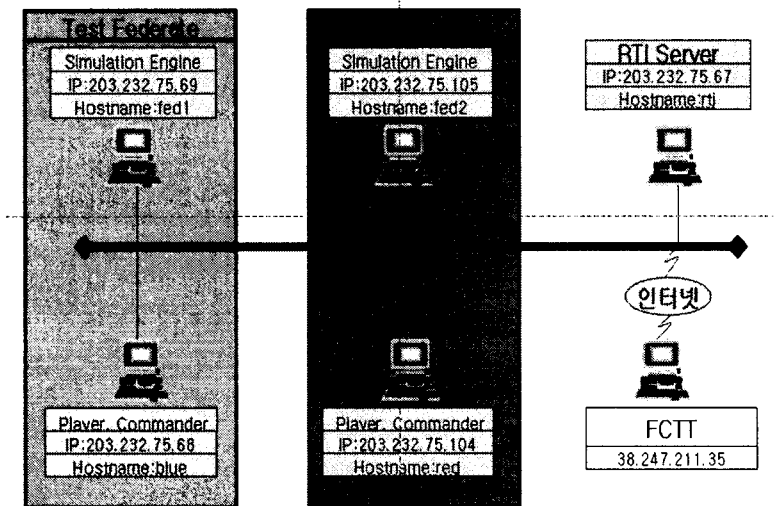 Test Federate
Simulation Engine
IP:203.232.75.69
Hostname:fed1
Simulation Engine
IP:203.232.75.105
Hostname:fed2
RTI Server
IP:203.232.75.67
Hostname:rti
인터넷
Player, Commander
IP:203.232.75.68
Hostname:blue
Player, Commander
IP:203.232.75.104
Hostname:red
FCTT
38.247.211.35